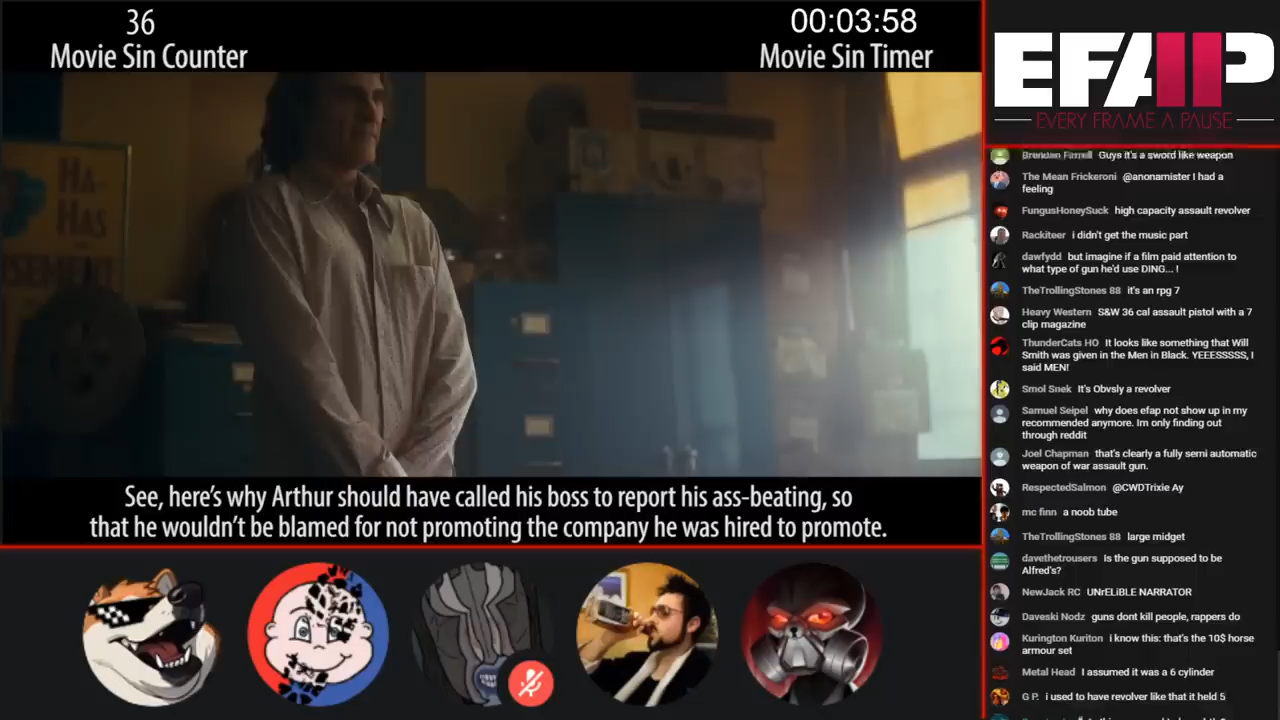 36
Movie Sin Counter
00:03:58
Movie Sin Timer
HA-
HAS
See, here's why Arthur should have called his boss to report his ass-beating, so
that he wouldn't be blamed for not promoting the company he was hired to promote.
EFAP
EVERY FRAME A PAUSE
Brendan Farrell Guys it's a sword like weapon
The Mean Frickeroni @anonamister I had a
feeling
FungusHoneySuck high capacity assault revolver
Rackiteer i didn't get the music part
dawfydd but imagine if a film paid attention to
what type of gun he'd use DING... !
TheTrollingStones 88 it's an rpg 7
Heavy Western S&W 36 cal assault pistol with a 7
clip magazine
ThunderCats HO It looks like something that Will
Smith was given in the Men in Black. YEEESSSSS, I
said MEN!
Smol Snek It's Obvsly a revolver
Samuel Seipel why does efap not show up in my
recommended anymore. Im only finding out
through reddit
Joel Chapman that's clearly a fully semi automatic
weapon of war assault gun.
RespectedSalmon @CWDTrixie Ay
mc finn a noob tube
TheTrollingStones 88 large midget
davethetrousers Is the gun supposed to be
Alfred's?
NewJack RC UNrELiBLE NARRATOR
Daveski Nodz guns dont kill people, rappers do
Kurington Kuriton i know this: that's the 10$ horse
armour set
Metal Head I assumed it was a 6 cylinder
G P. i used to have revolver like that it held 5